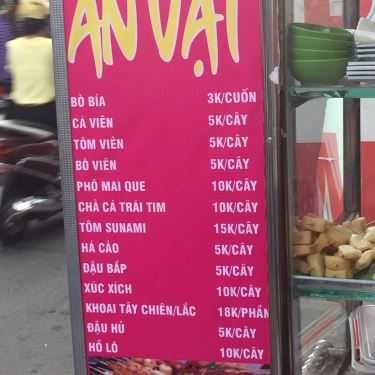 ĂN VẶT
BÒ BÍA 3K/CUỐN
CÁ VIÊN 5K/CÂY
TÔM VIÊN 5K/CÂY
BÒ VIÊN 5K/CÂY
PHÔ MAI QUE 10K/CÂY
CHẢ CÁ TRÁI TIM 10K/CÂY
TÔM SUNAMI 15K/CÂY
HÁ CẢO 5K/CÂY
ĐẬU BẮP 5K/CÂY
XÚC XÍCH 10K/CÂY
KHOAI TÂY CHIÊN/LẮC 18K/PHẦN
ĐẬU HỦ 5K/CÂY
HỒ LÔ 10K/CÂY